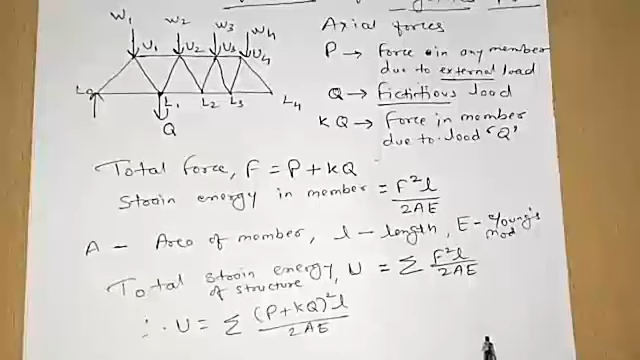 W1 W2 W3 W4
U1 U2 U3 U4
L0 L1 L2 L3 L4
Q
Axial forces
P → Force in any member
due to external load
Q → fictitious load
KQ → Force in member
due to load 'Q'
Total force, F = P + KQ
Strain energy in member = F²l / 2AE
A - Area of member, l - length, E - Young's
mod
Total strain energy, U = Σ F²l / 2AE
of structure
∴ U = Σ (P+KQ)²l / 2AE